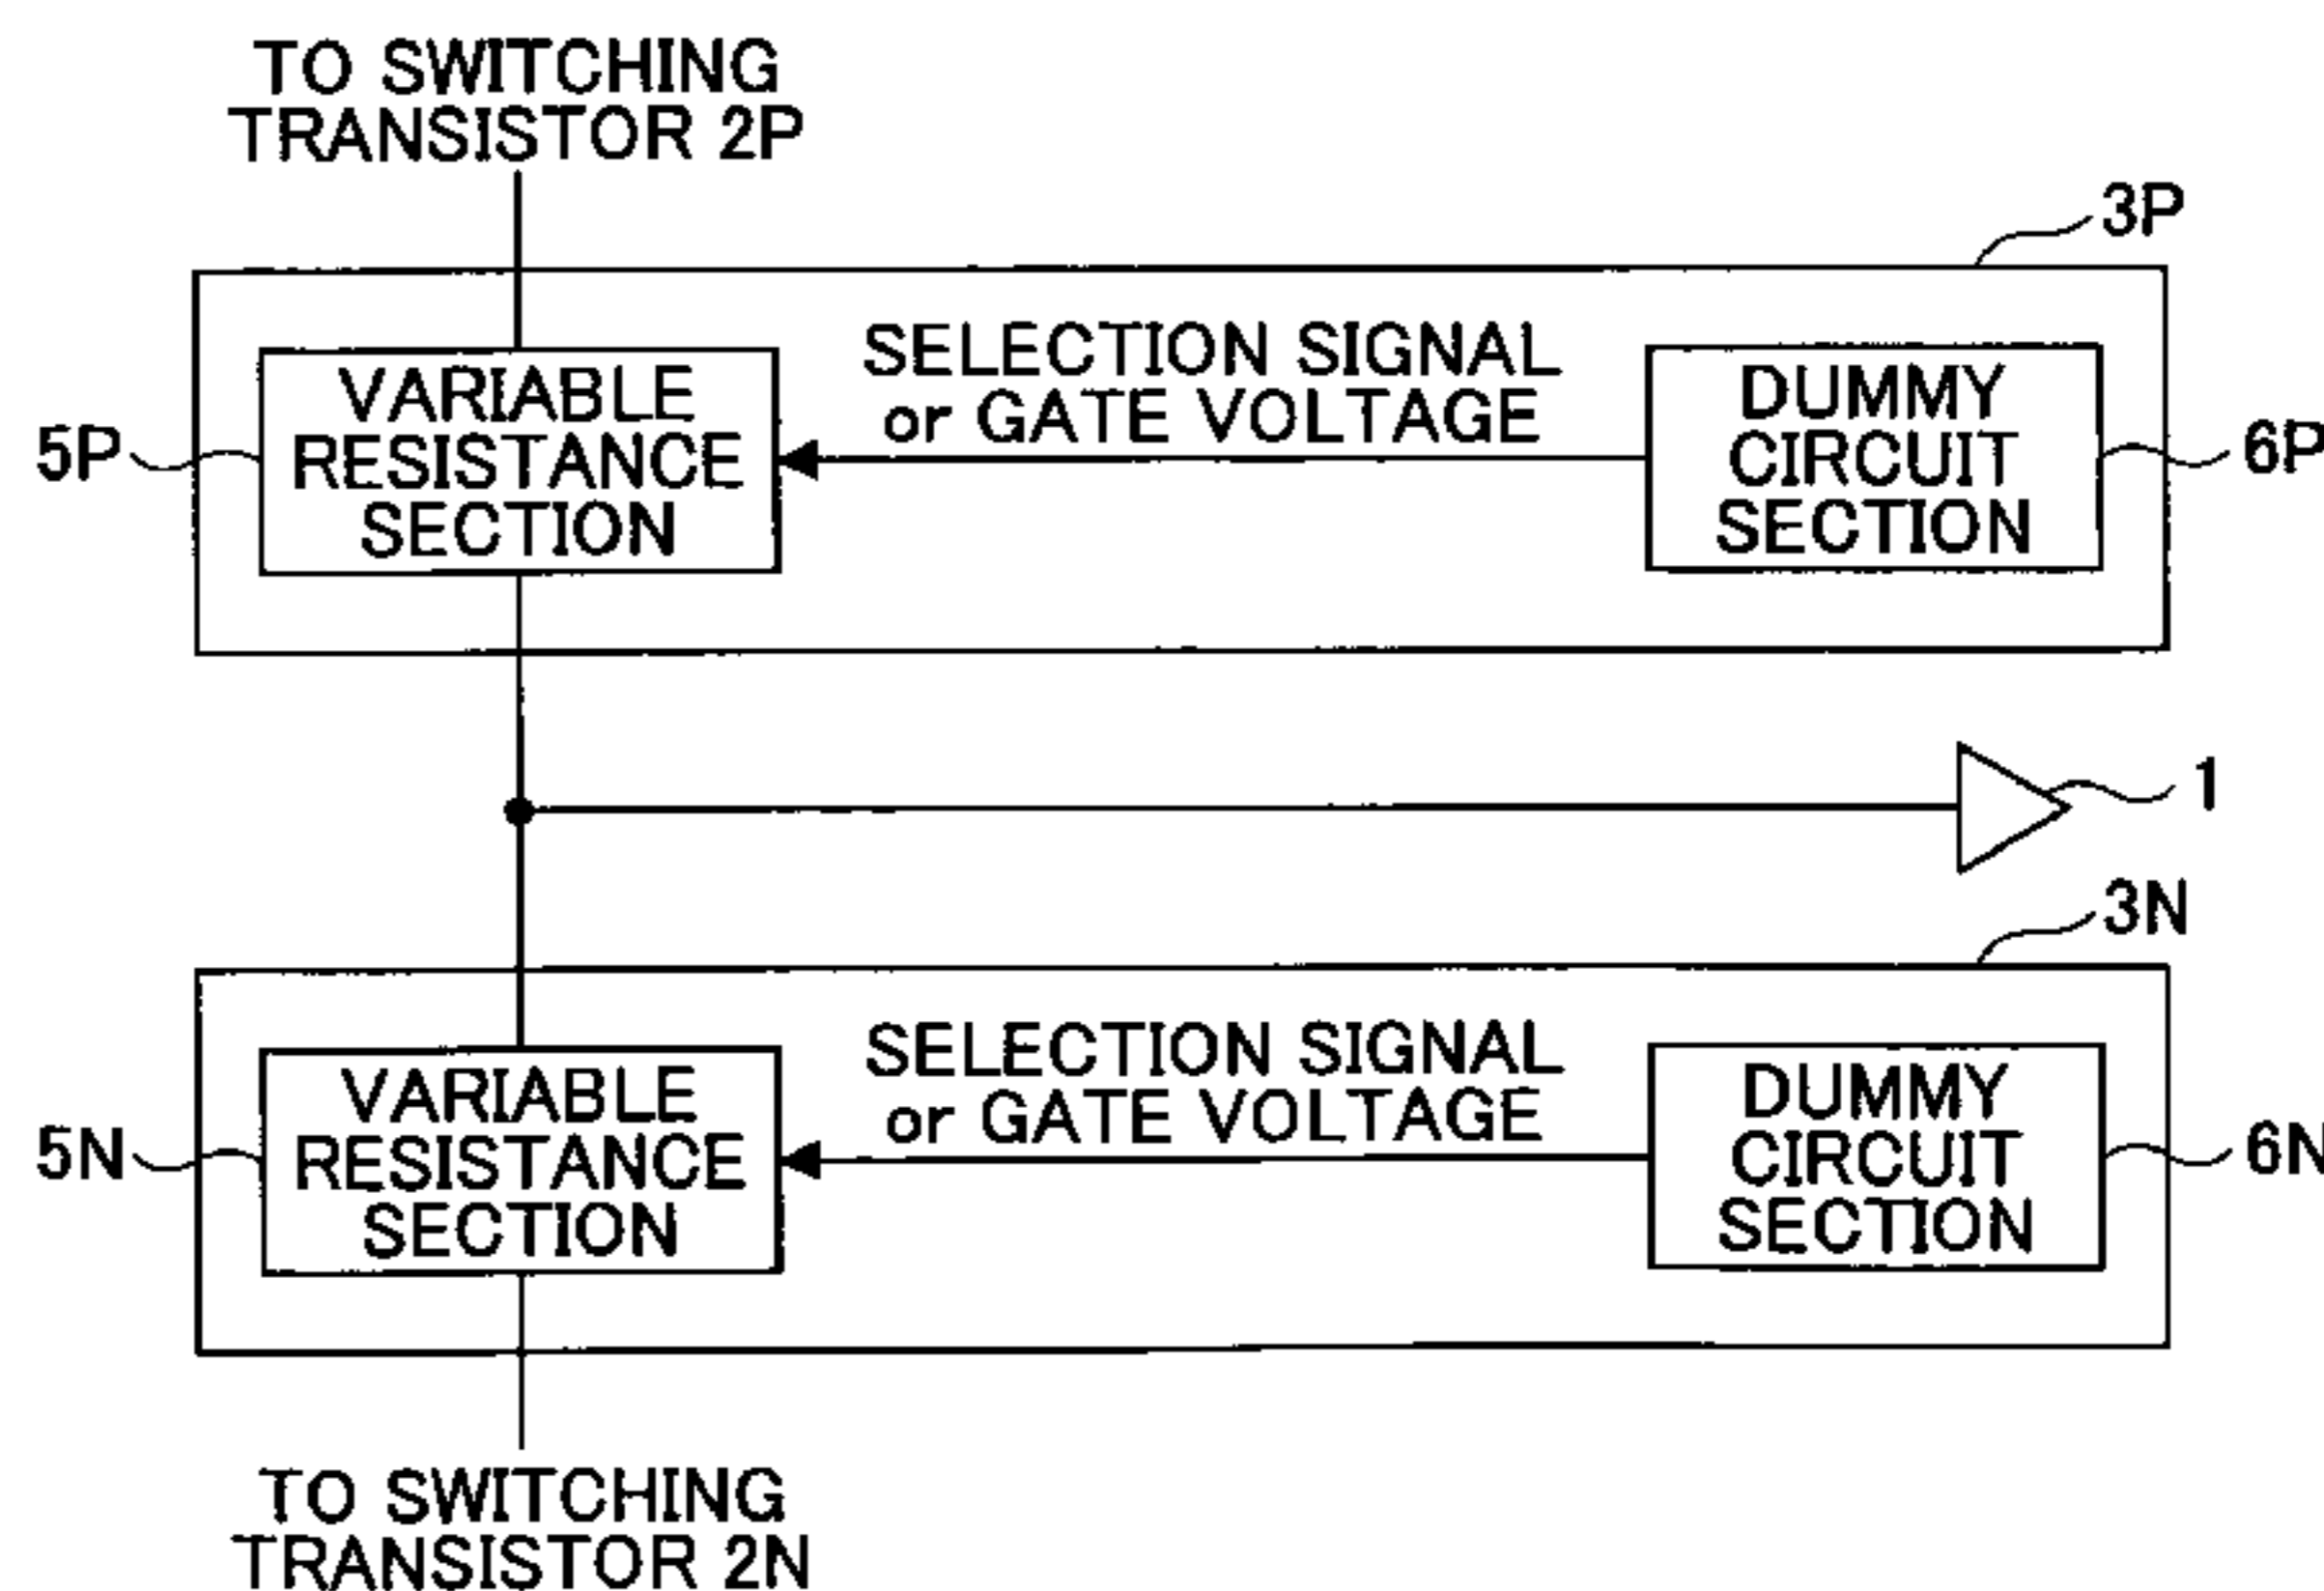 TO SWITCHING
TRANSISTOR 2P
3P
SELECTION SIGNAL
or GATE VOLTAGE
VARIABLE
RESISTANCE
SECTION
DUMMY
CIRCUIT
SECTION
5P
6P
1
3N
SELECTION SIGNAL
or GATE VOLTAGE
VARIABLE
RESISTANCE
SECTION
DUMMY
CIRCUIT
SECTION
5N
6N
TO SWITCHING
TRANSISTOR 2N